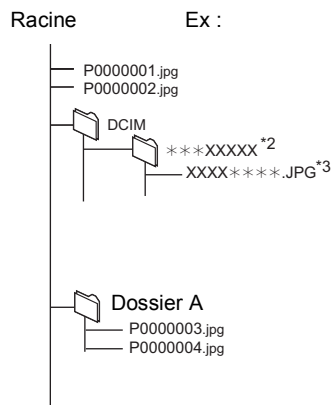 Racine Ex :
P0000001.jpg
P0000002.jpg
DCIM
∗∗∗XXXXX*2
XXXX∗∗∗∗.JPG*3
Dossier A
P0000003.jpg
P0000004.jpg